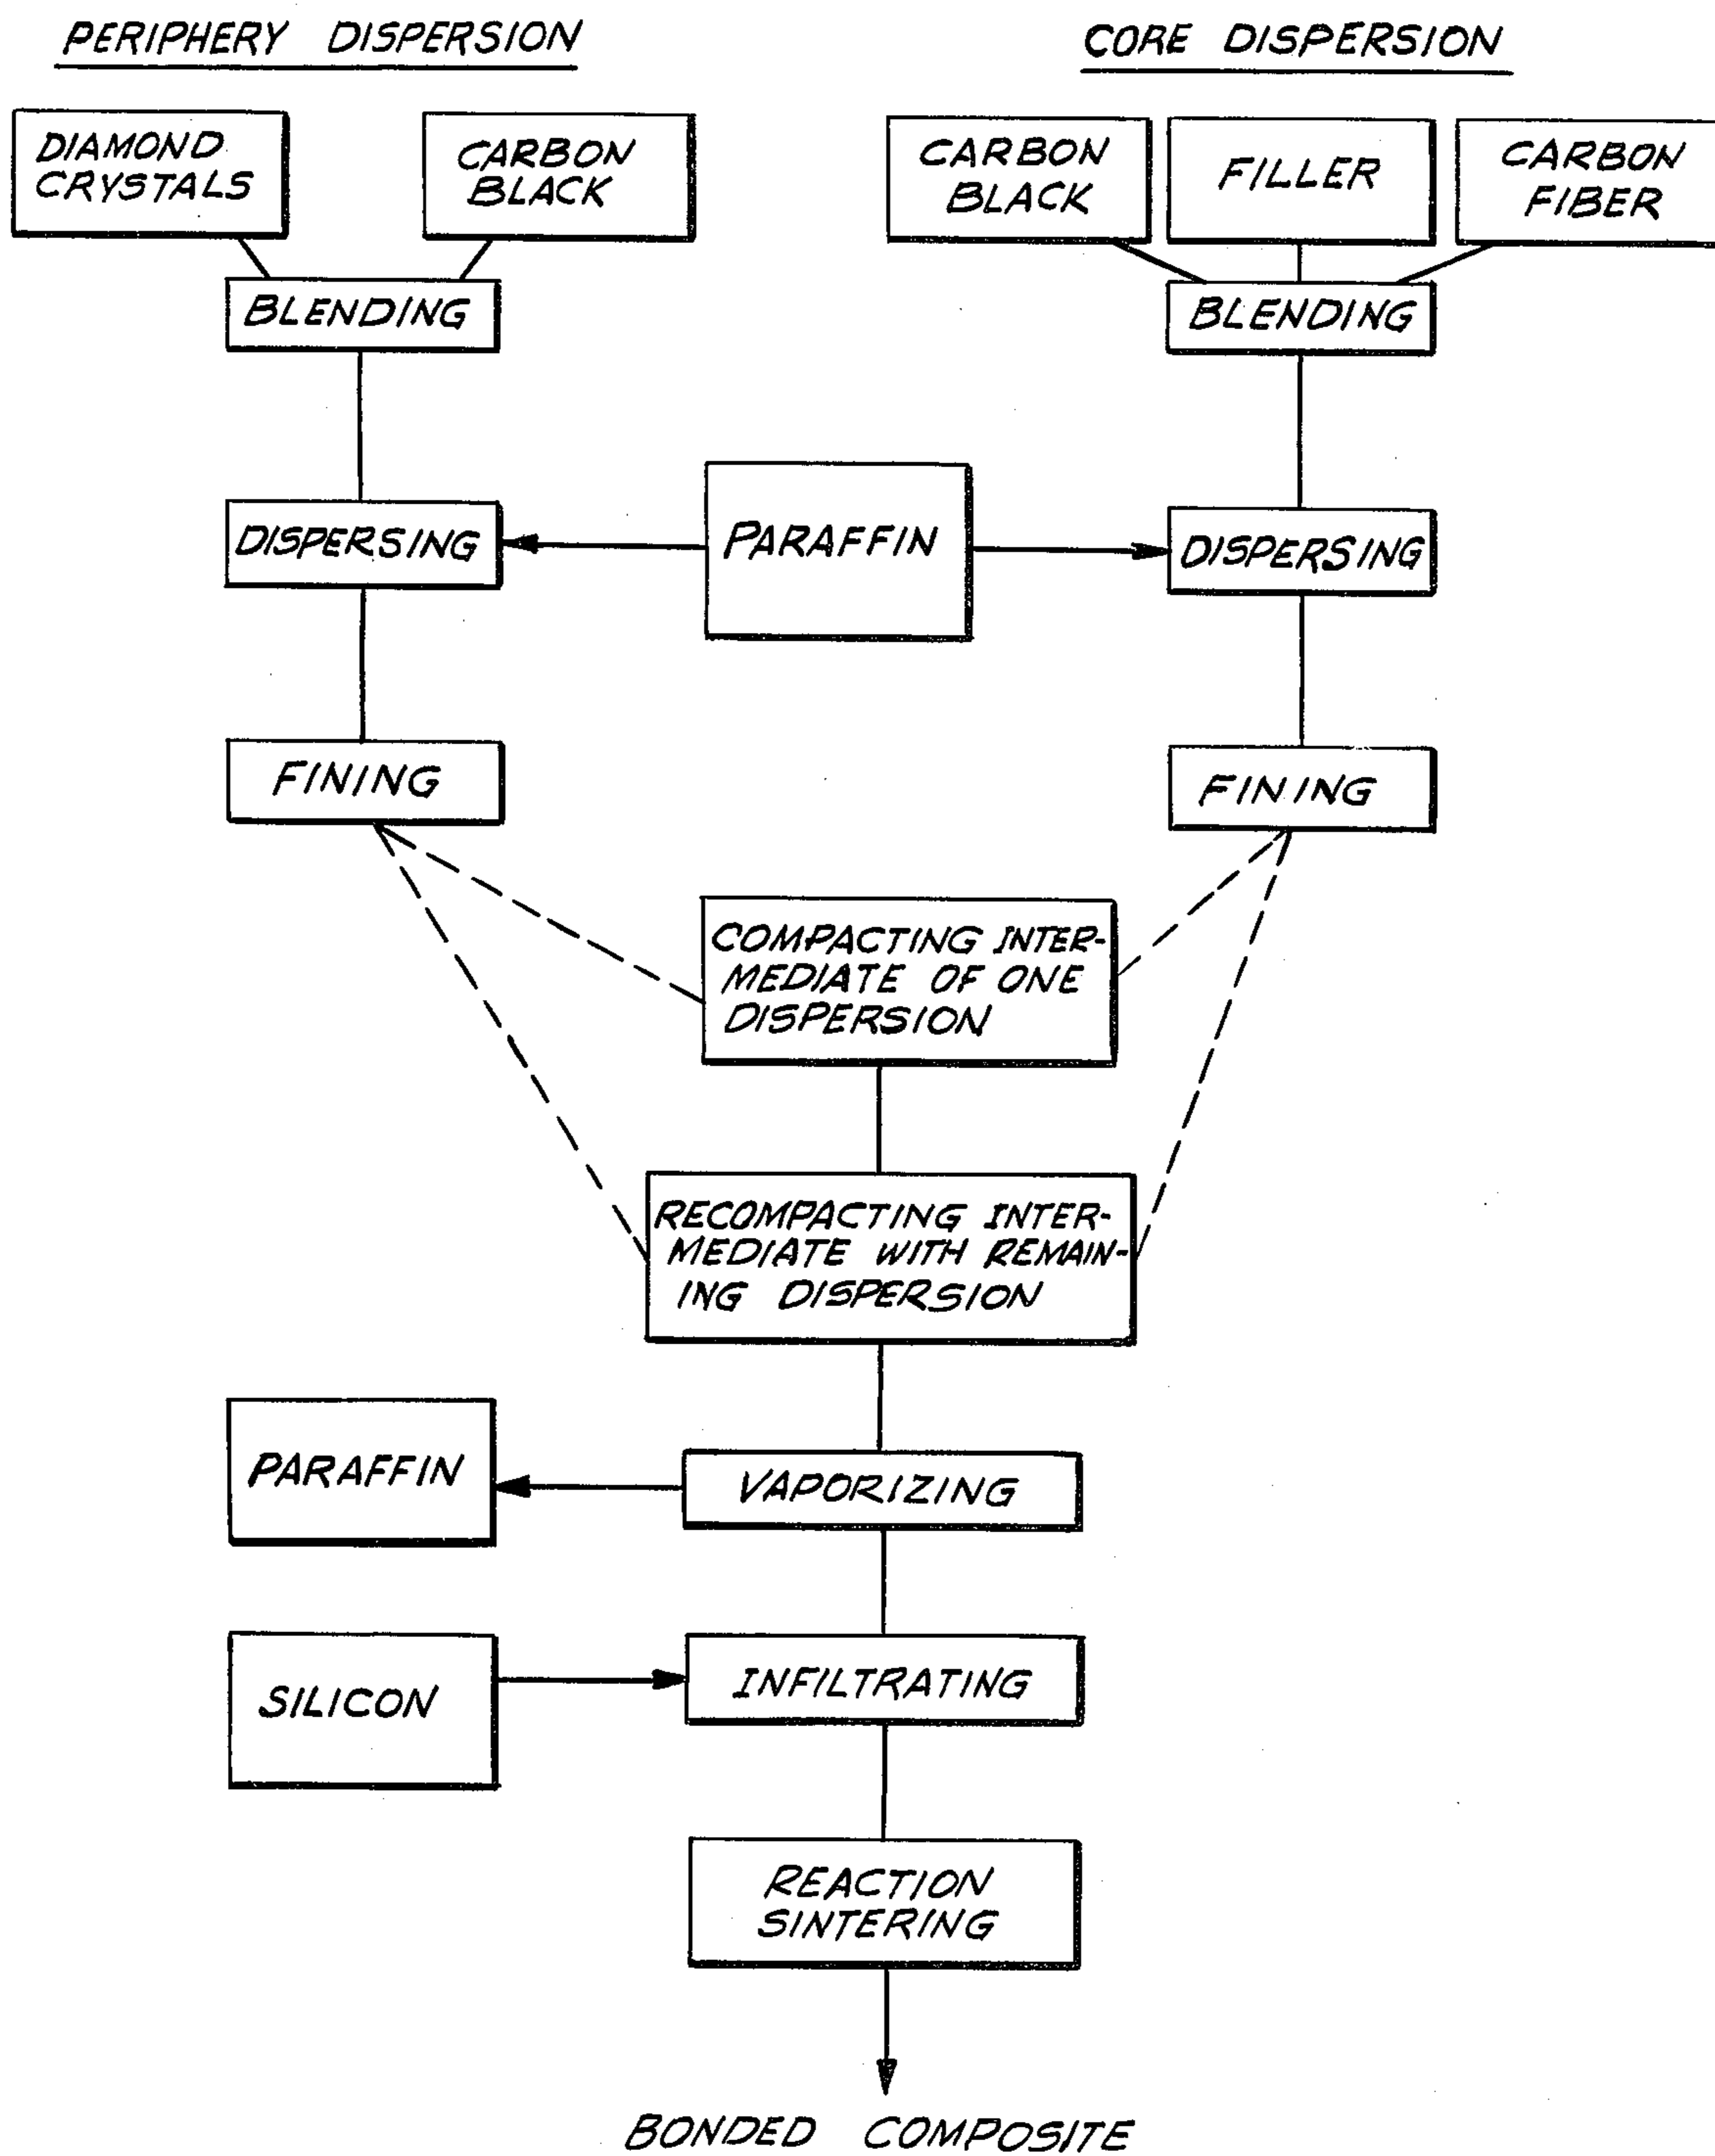 PERIPHERY DISPERSION
CORE DISPERSION
DIAMOND
CRYSTALS
CARBON
BLACK
CARBON
BLACK
FILLER
CARBON
FIBER
BLENDING
BLENDING
DISPERSING
PARAFFIN
DISPERSING
FINING
FINING
COMPACTING INTER-
MEDIATE OF ONE
DISPERSION
RECOMPACTING INTER-
MEDIATE WITH REMAIN-
ING DISPERSION
PARAFFIN
VAPORIZING
SILICON
INFILTRATING
REACTION
SINTERING
BONDED COMPOSITE